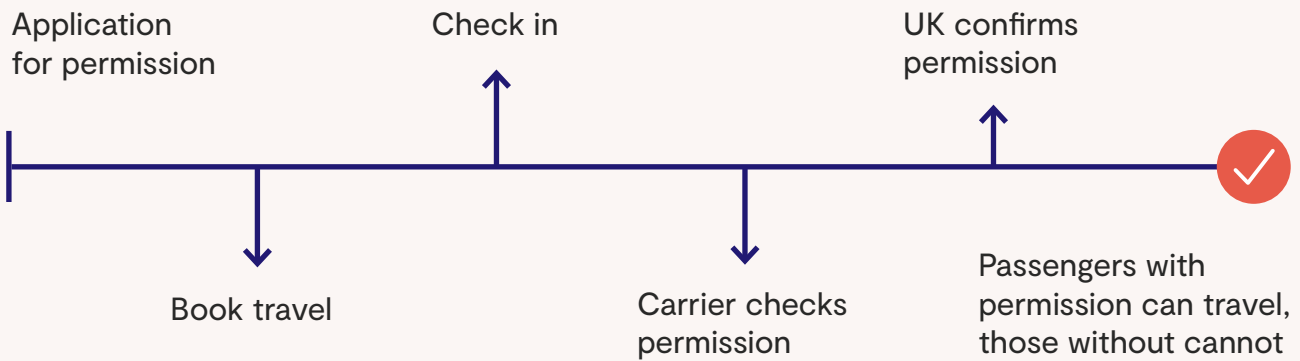 Application
for permission
Book travel
Check in
Carrier checks
permission
UK confirms
permission
Passengers with
permission can travel,
those without cannot